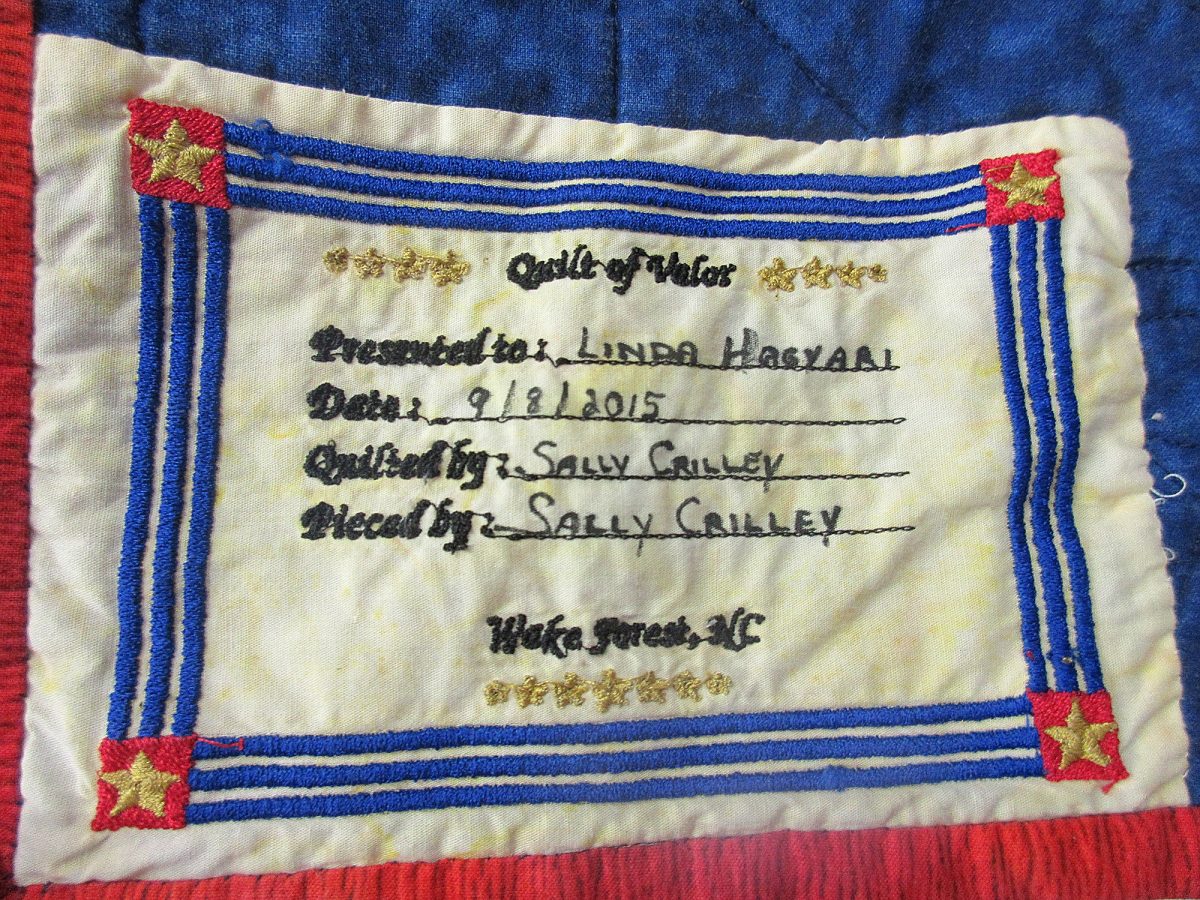 Quilt of Valor
Presented to: LINDA HAGYARI
Date: 9/8/2015
Quilted by: SALLY CRILLEY
Pieced by: SALLY CRILLEY
Wake Forest, NC